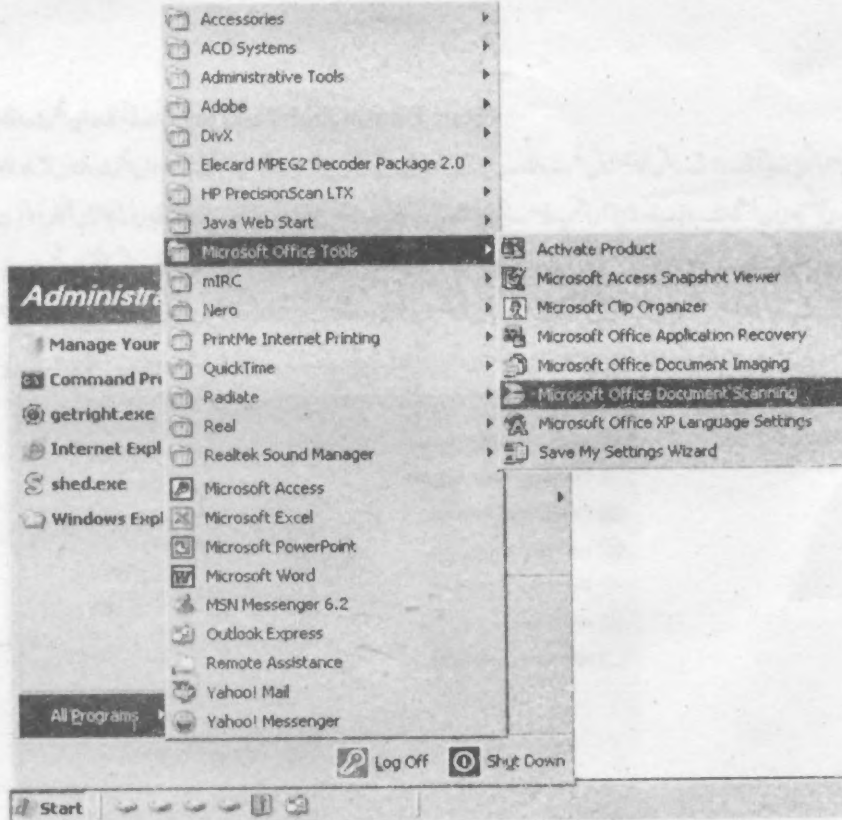 Accessories
ACD Systems
Administrative Tools
Adobe
DivX
Elecard MPEG2 Decoder Package 2.0
HP PrecisionScan LTX
Java Web Start
Microsoft Office Tools
mIRC
Nero
PrintMe Internet Printing
QuickTime
Radiate
Real
Realtek Sound Manager
Microsoft Access
Microsoft Excel
Microsoft PowerPoint
Microsoft Word
MSN Messenger 6.2
Outlook Express
Remote Assistance
Yahoo! Mail
Yahoo! Messenger
Activate Product
Microsoft Access Snapshot Viewer
Microsoft Clip Organizer
Microsoft Office Application Recovery
Microsoft Office Document Imaging
Microsoft Office Document Scanning
Microsoft Office XP Language Settings
Save My Settings Wizard
Administra
Manage Your
Command Pro
getright.exe
Internet Expl
shed.exe
Windows Expl
All Programs
Log Off
Shut Down
Start